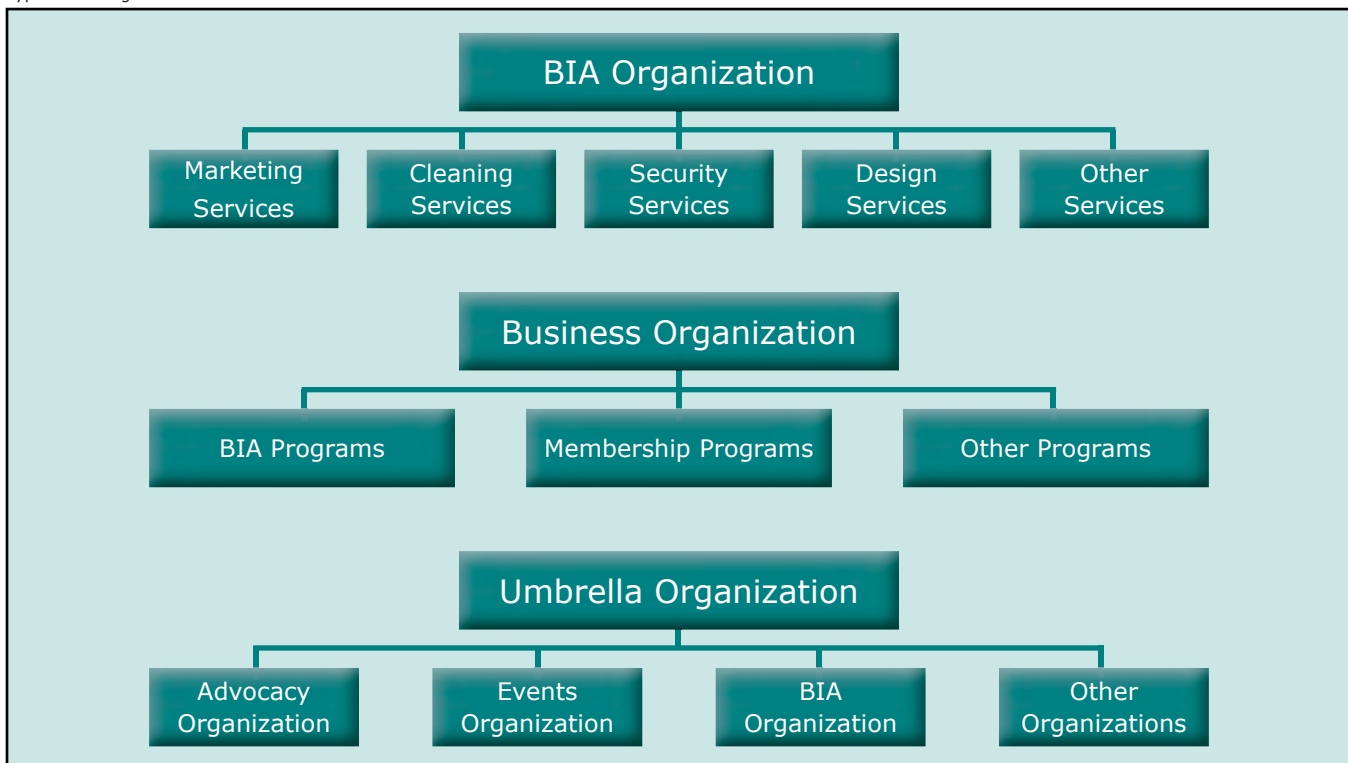 BIA Organization
Marketing
Services
Cleaning
Services
Security
Services
Design
Services
Other
Services
Business Organization
BIA Programs
Membership Programs
Other Programs
Umbrella Organization
Advocacy
Organization
Events
Organization
BIA
Organization
Other
Organizations